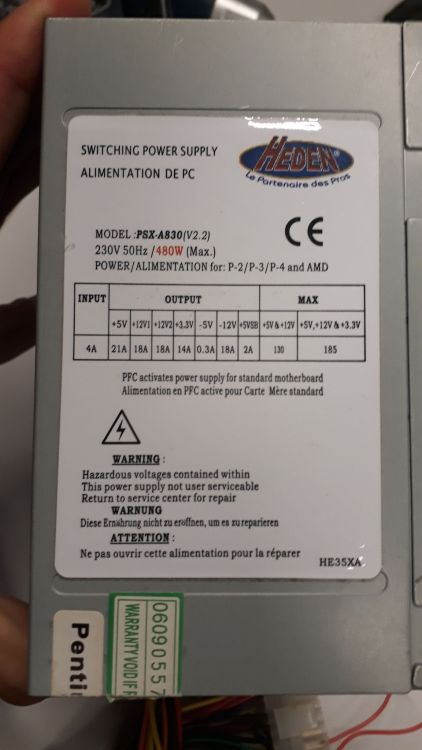 SWITCHING POWER SUPPLY
ALIMENTATION DE PC
HEDEN®
Le Partenaire des Pros
MODEL :PSX-A830(V2.2)
230V 50Hz /480W (Max.)
POWER/ALIMENTATION for: P-2/P-3/P-4 and AMD
CE
INPUT OUTPUT MAX
+5V +12V1 +12V2 +3.3V -5V -12V +5VSB +5V&+12V +5V,+12V&+3.3V
4A 21A 18A 18A 14A 0.3A 18A 2A 130 185
PFC activates power supply for standard motherboard
Alimentation en PFC active pour Carte Mère standard
WARNING :
Hazardous voltages contained within
This power supply not user serviceable
Return to service center for repair
WARNUNG
Diese Ernahrung nicht zu eroffnen, um es zu reparieren
ATTENTION :
Ne pas ouvrir cette alimentation pour la réparer
HE35XA
Penti
WARRANTY VOID IF
06090557